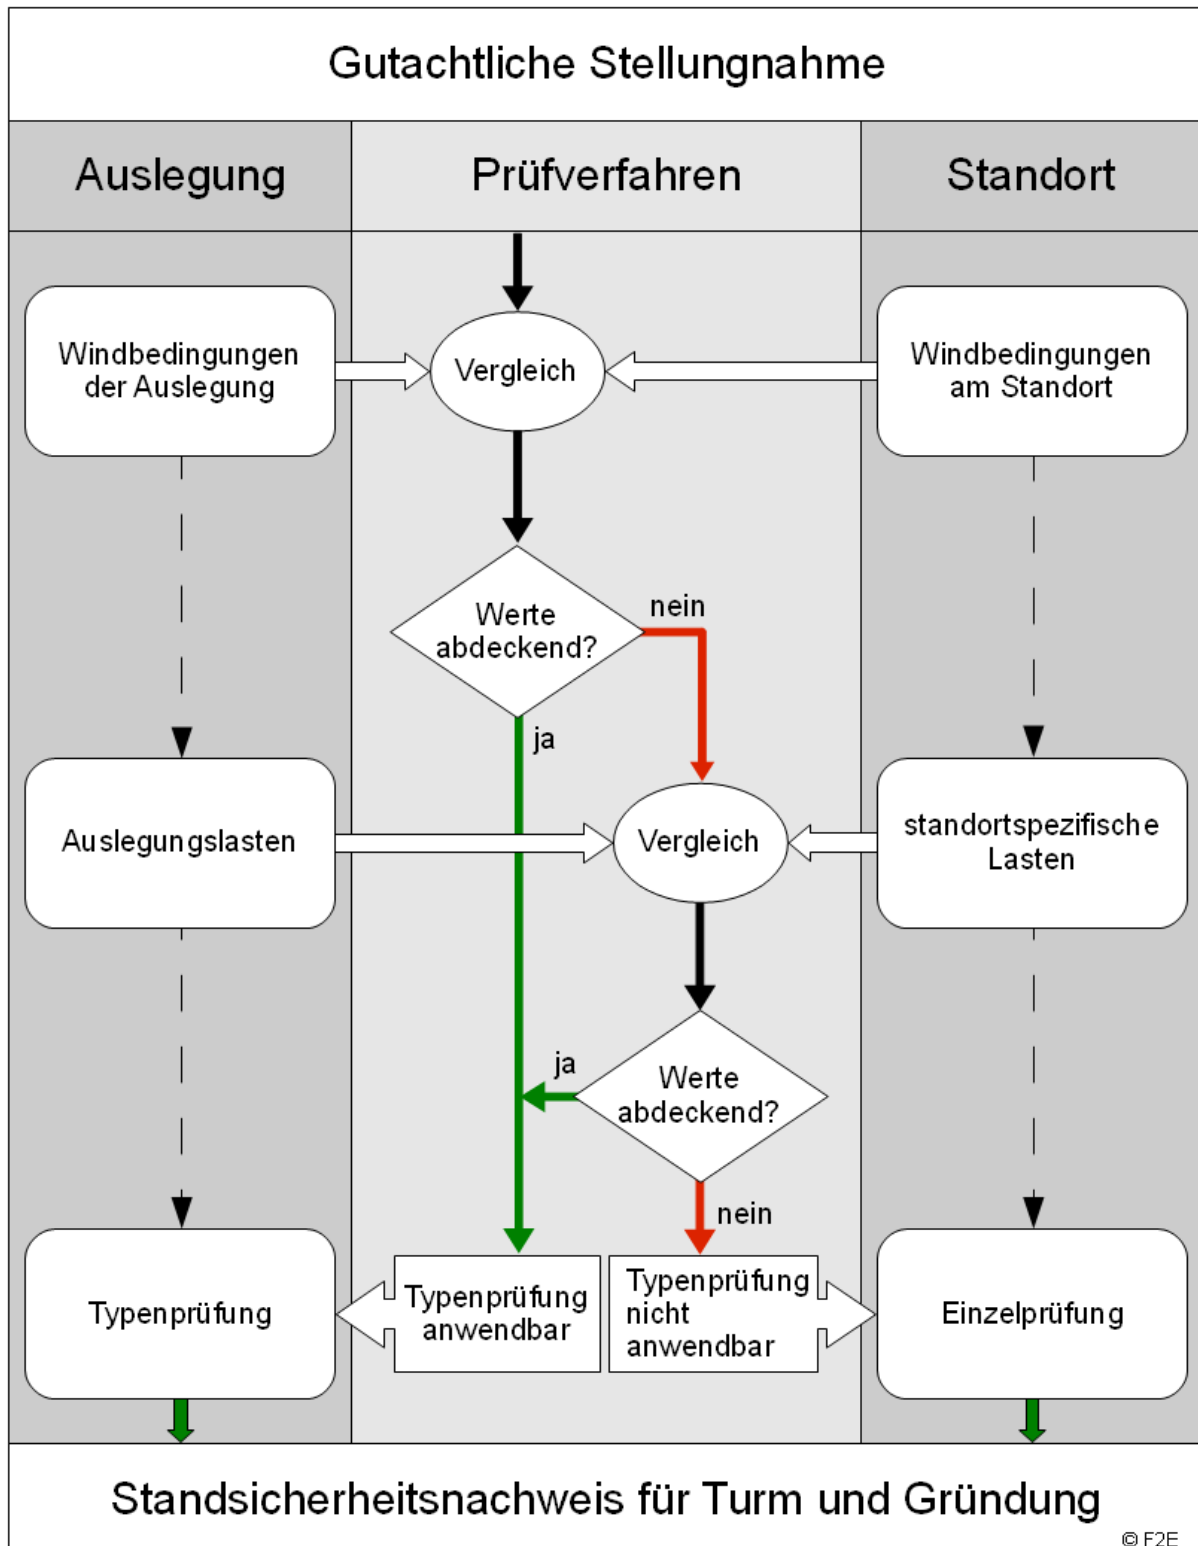 Gutachtliche Stellungnahme
Auslegung
Prüfverfahren
Standort
Windbedingungen
der Auslegung
Vergleich
Windbedingungen
am Standort
Werte
abdeckend?
nein
ja
Auslegungslasten
Vergleich
standortspezifische
Lasten
ja
Werte
abdeckend?
nein
Typenprüfung
Typenprüfung
anwendbar
Typenprüfung
nicht
anwendbar
Einzelprüfung
Standsicherheitsnachweis für Turm und Gründung
© F2E